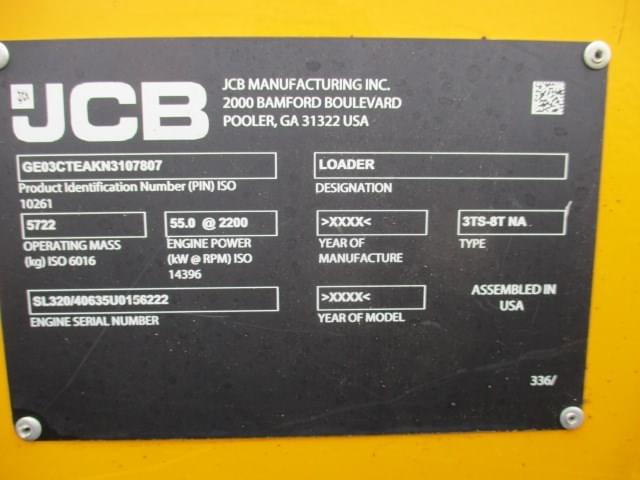 JCB
JCB MANUFACTURING INC.
2000 BAMFORD BOULEVARD
POOLER, GA 31322 USA
GE03CTEAKN3107807
Product Identification Number (PIN) ISO
10261
LOADER
DESIGNATION
5722
OPERATING MASS
(kg) ISO 6016
55.0 @ 2200
ENGINE POWER
(kW @ RPM) ISO
14396
>XXXX<
YEAR OF
MANUFACTURE
3TS-8T NA
TYPE
SL320/40635U0156222
ENGINE SERIAL NUMBER
>XXXX<
YEAR OF MODEL
ASSEMBLED IN
USA
336/